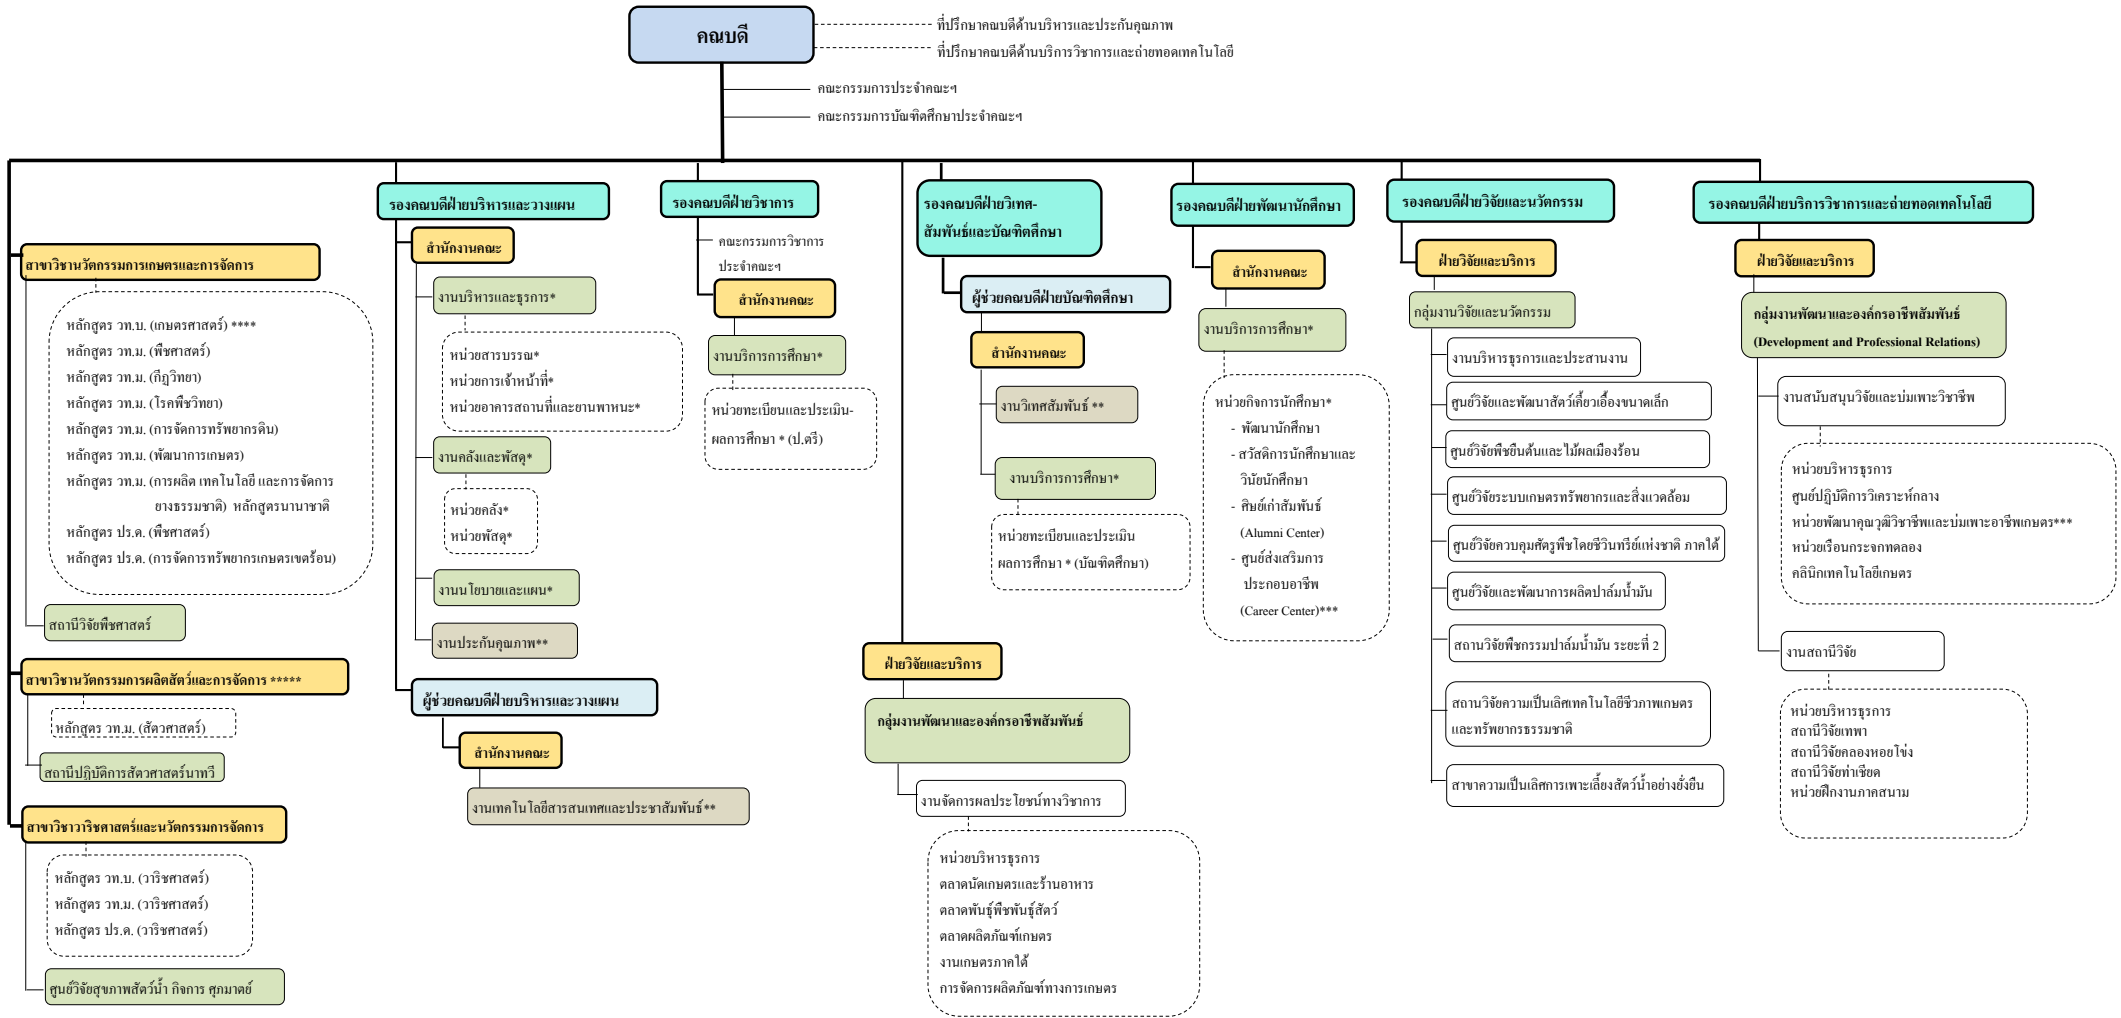 คณบดี
ที่ปรึกษาคณบดีด้านบริหารและประกันคุณภาพ
ที่ปรึกษาคณบดีด้านบริการวิชาการและถ่ายทอดเทคโนโลยี
คณะกรรมการประจำคณะฯ
คณะกรรมการบัณฑิตศึกษาประจำคณะฯ
สาขาวิชานวัตกรรมการเกษตรและการจัดการ
หลักสูตร วท.บ. (เกษตรศาสตร์) ****
หลักสูตร วท.ม. (พืชศาสตร์)
หลักสูตร วท.ม. (กีฏวิทยา)
หลักสูตร วท.ม. (โรคพืชวิทยา)
หลักสูตร วท.ม. (การจัดการทรัพยากรดิน)
หลักสูตร วท.ม. (พัฒนาการเกษตร)
หลักสูตร วท.ม. (การผลิต เทคโนโลยี และการจัดการ
ยางธรรมชาติ) หลักสูตรนานาชาติ
หลักสูตร ปร.ด. (พืชศาสตร์)
หลักสูตร ปร.ด. (การจัดการทรัพยากรเกษตรเขตร้อน)
สถานีวิจัยพืชศาสตร์
สาขาวิชานวัตกรรมการผลิตสัตว์และการจัดการ *****
หลักสูตร วท.ม. (สัตวศาสตร์)
สถานีปฏิบัติการสัตวศาสตร์นาทวี
สาขาวิชาวาริชศาสตร์และนวัตกรรมการจัดการ
หลักสูตร วท.บ. (วาริชศาสตร์)
หลักสูตร วท.ม. (วาริชศาสตร์)
หลักสูตร ปร.ด. (วาริชศาสตร์)
ศูนย์วิจัยสุขภาพสัตว์น้ำ กิจการ ศุภมาตย์
รองคณบดีฝ่ายบริหารและวางแผน
สำนักงานคณะ
งานบริหารและธุรการ*
หน่วยสารบรรณ*
หน่วยการเจ้าหน้าที่*
หน่วยอาคารสถานที่และยานพาหนะ*
งานคลังและพัสดุ*
หน่วยคลัง*
หน่วยพัสดุ*
งานนโยบายและแผน*
งานประกันคุณภาพ**
ผู้ช่วยคณบดีฝ่ายบริหารและวางแผน
สำนักงานคณะ
งานเทคโนโลยีสารสนเทศและประชาสัมพันธ์**
รองคณบดีฝ่ายวิชาการ
คณะกรรมการวิชาการ
ประจำคณะฯ
สำนักงานคณะ
งานบริการการศึกษา*
หน่วยทะเบียนและประเมิน-
ผลการศึกษา * (ป.ตรี)
ฝ่ายวิจัยและบริการ
กลุ่มงานพัฒนาและองค์กรอาชีพสัมพันธ์
งานจัดการผลประโยชน์ทางวิชาการ
หน่วยบริหารธุรการ
ตลาดนัดเกษตรและร้านอาหาร
ตลาดพันธุ์พืชพันธุ์สัตว์
ตลาดผลิตภัณฑ์เกษตร
งานเกษตรภาคใต้
การจัดการผลิตภัณฑ์ทางการเกษตร
รองคณบดีฝ่ายวิเทศ-
สัมพันธ์และบัณฑิตศึกษา
ผู้ช่วยคณบดีฝ่ายบัณฑิตศึกษา
สำนักงานคณะ
งานวิเทศสัมพันธ์ **
งานบริการการศึกษา*
หน่วยทะเบียนและประเมิน
ผลการศึกษา * (บัณฑิตศึกษา)
รองคณบดีฝ่ายพัฒนานักศึกษา
สำนักงานคณะ
งานบริการการศึกษา*
หน่วยกิจการนักศึกษา*
- พัฒนานักศึกษา
- สวัสดิการนักศึกษาและ
วินัยนักศึกษา
- ศิษย์เก่าสัมพันธ์
(Alumni Center)
- ศูนย์ส่งเสริมการ
ประกอบอาชีพ
(Career Center)***
รองคณบดีฝ่ายวิจัยและนวัตกรรม
ฝ่ายวิจัยและบริการ
กลุ่มงานวิจัยและนวัตกรรม
งานบริหารธุรการและประสานงาน
ศูนย์วิจัยและพัฒนาสัตว์เคี้ยวเอื้องขนาดเล็ก
ศูนย์วิจัยพืชยืนต้นและไม้ผลเมืองร้อน
ศูนย์วิจัยระบบเกษตรทรัพยากรและสิ่งแวดล้อม
ศูนย์วิจัยควบคุมศัตรูพืชโดยชีวินทรีย์แห่งชาติ ภาคใต้
ศูนย์วิจัยและพัฒนาการผลิตปาล์มน้ำมัน
สถานวิจัยพืชกรรมปาล์มน้ำมัน ระยะที่ 2
สถานวิจัยความเป็นเลิศเทคโนโลยีชีวภาพเกษตร
และทรัพยากรธรรมชาติ
สาขาความเป็นเลิศการเพาะเลี้ยงสัตว์น้ำอย่างยั่งยืน
รองคณบดีฝ่ายบริการวิชาการและถ่ายทอดเทคโนโลยี
ฝ่ายวิจัยและบริการ
กลุ่มงานพัฒนาและองค์กรอาชีพสัมพันธ์
(Development and Professional Relations)
งานสนับสนุนวิจัยและบ่มเพาะวิชาชีพ
หน่วยบริหารธุรการ
ศูนย์ปฏิบัติการวิเคราะห์กลาง
หน่วยพัฒนาคุณวุฒิวิชาชีพและบ่มเพาะอาชีพเกษตร***
หน่วยเรือนกระจกทดลอง
คลินิกเทคโนโลยีเกษตร
งานสถานีวิจัย
หน่วยบริหารธุรการ
สถานีวิจัยเทพา
สถานีวิจัยคลองหอยโข่ง
สถานีวิจัยท่าเชียด
หน่วยฝึกงานภาคสนาม